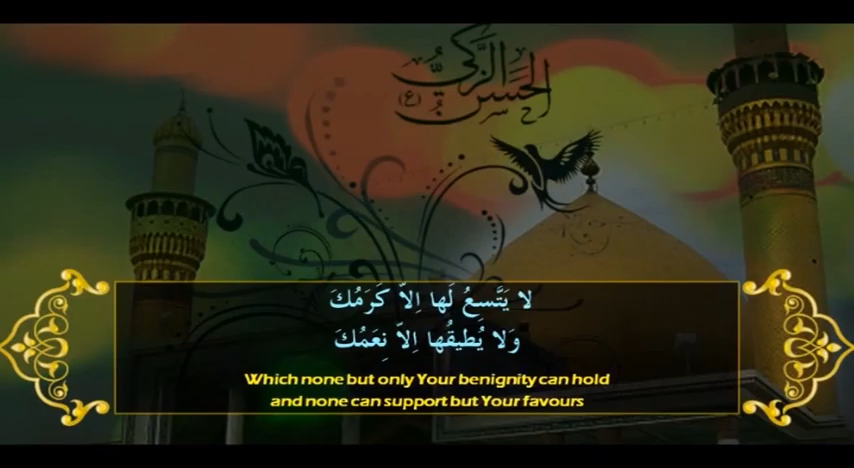 الحسن الزكي (ع)
لا يَتَّسِعُ لَها اِلاّ كَرَمُكَ
وَلا يُطيقُها اِلاّ نِعَمُكَ
Which none but only Your benignity can hold
and none can support but Your favours